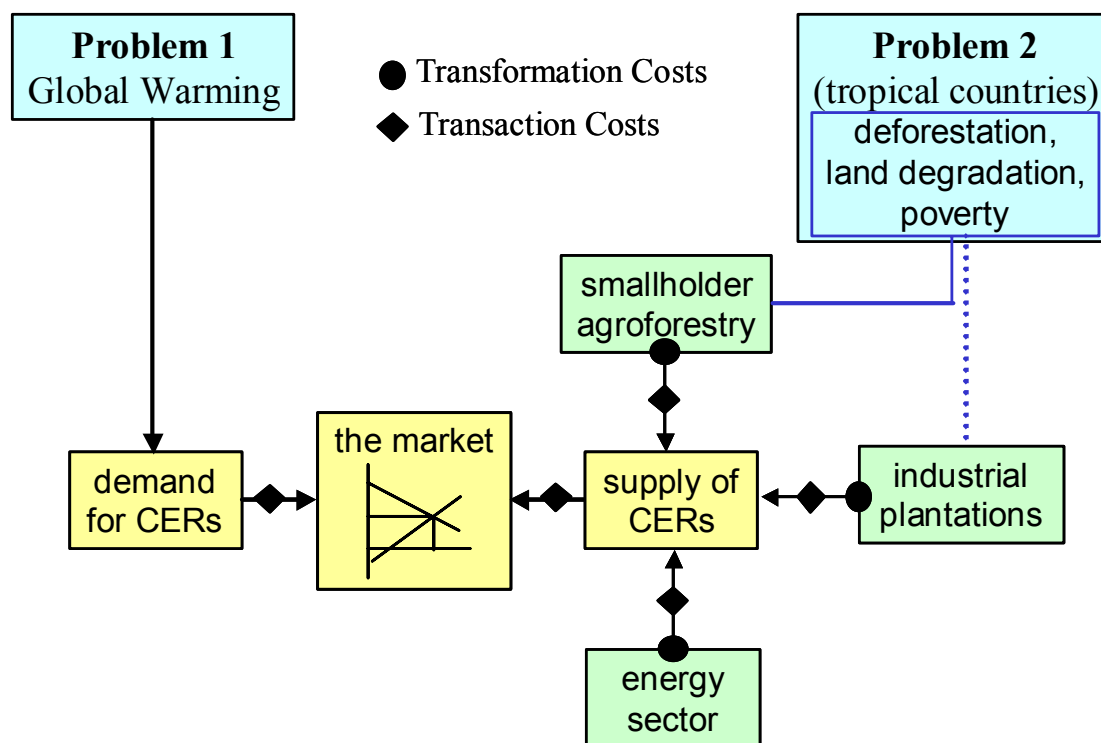 Problem 1
Global Warming
Transformation Costs
Transaction Costs
Problem 2
(tropical countries)
deforestation,
land degradation,
poverty
smallholder
agroforestry
the market
demand
for CERs
supply of
CERs
industrial
plantations
energy
sector